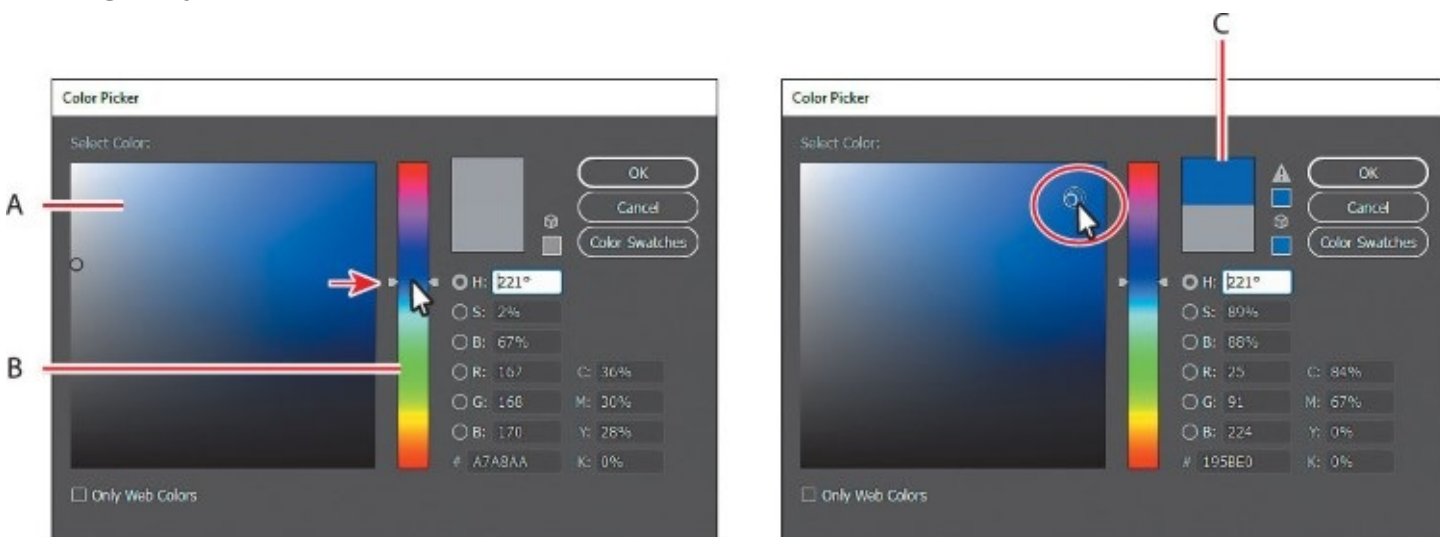 C
Color Picker
Select Color:
A
OK
Cancel
Color Swatches
H: 221°
S: 2%
B: 67%
B
R: 167 C: 36%
G: 168 M: 30%
B: 170 Y: 28%
# A7A8AA K: 0%
Only Web Colors
Color Picker
Select Color:
OK
Cancel
Color Swatches
H: 221°
S: 89%
B: 88%
R: 25 C: 84%
G: 91 M: 67%
B: 224 Y: 0%
# 195BE0 K: 0%
Only Web Colors